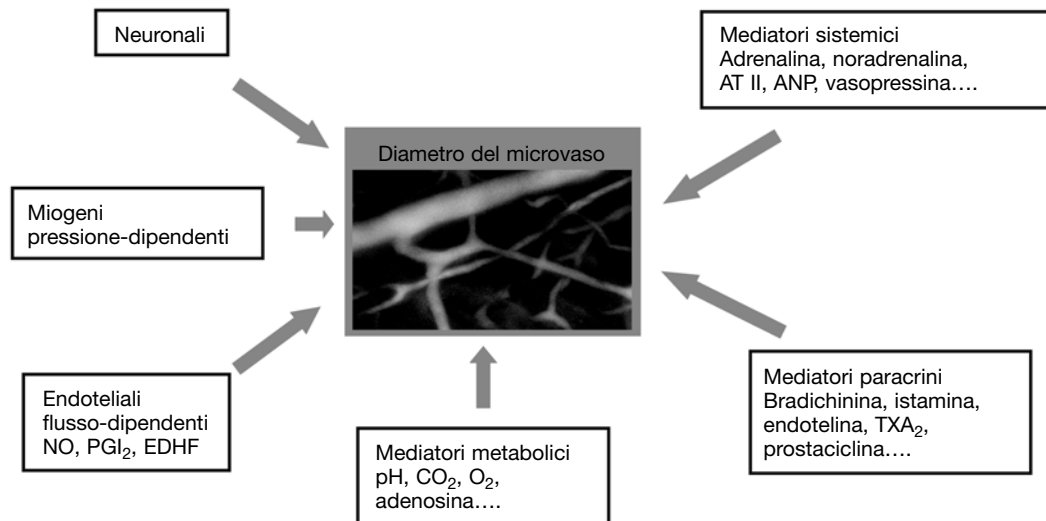 Neuronali
Mediatori sistemici
Adrenalina, noradrenalina,
AT II, ANP, vasopressina....
Diametro del microvaso
Miogeni
pressione-dipendenti
Endoteliali
flusso-dipendenti
NO, PGI₂, EDHF
Mediatori metabolici
pH, CO₂, O₂,
adenosina....
Mediatori paracrini
Bradichinina, istamina,
endotelina, TXA₂,
prostaciclina....